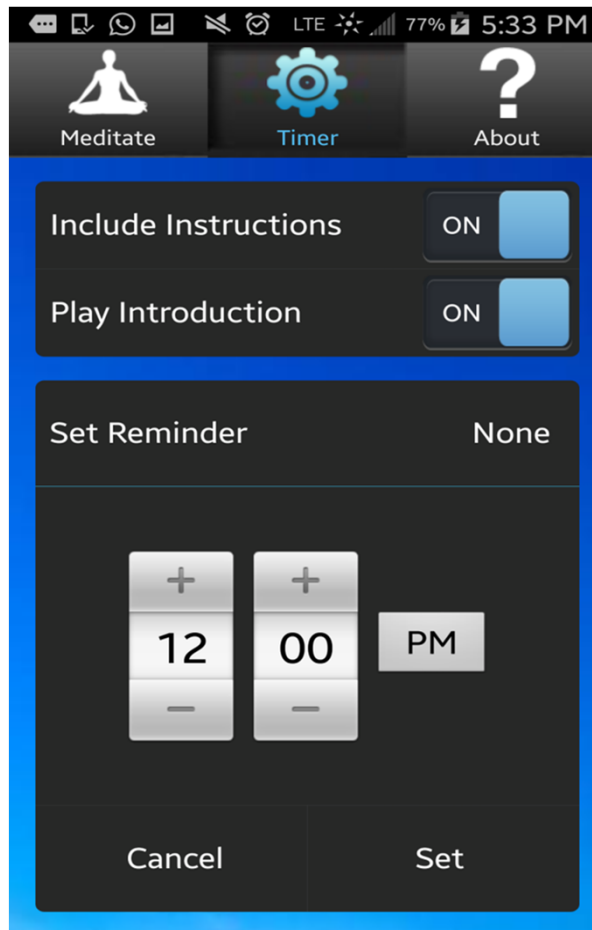 LTE 77% 5:33 PM
Meditate Timer About
Include Instructions ON
Play Introduction ON
Set Reminder None
+ +
12 00 PM
− −
Cancel Set